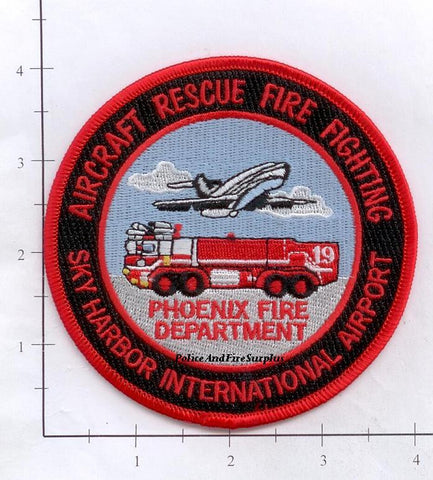 AIRCRAFT RESCUE FIRE FIGHTING
19
PHOENIX FIRE
DEPARTMENT
SKY HARBOR INTERNATIONAL AIRPORT
PoliceAndFireSurplus
4
3
2
1
1
2
3
4